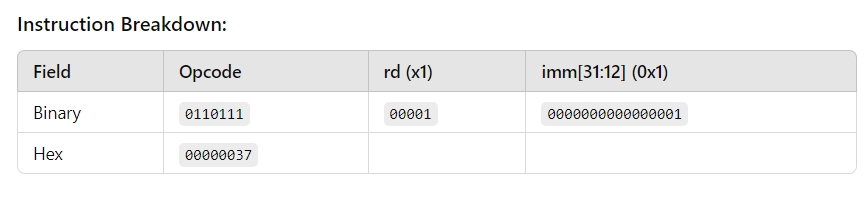 Instruction Breakdown:
Field Opcode rd (x1) imm[31:12] (0x1)
Binary 0110111 00001 0000000000000001
Hex 00000037